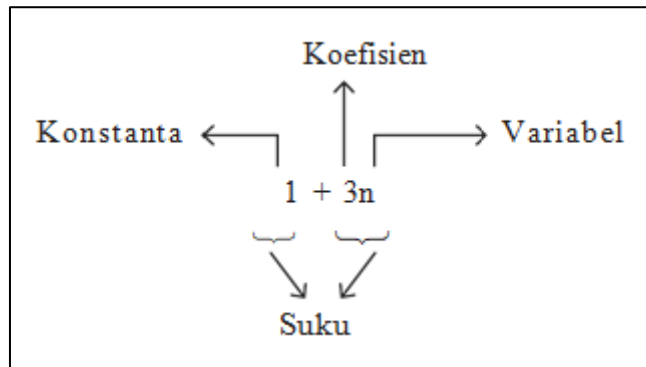 Koefisien
Konstanta Variabel
1 + 3n
Suku